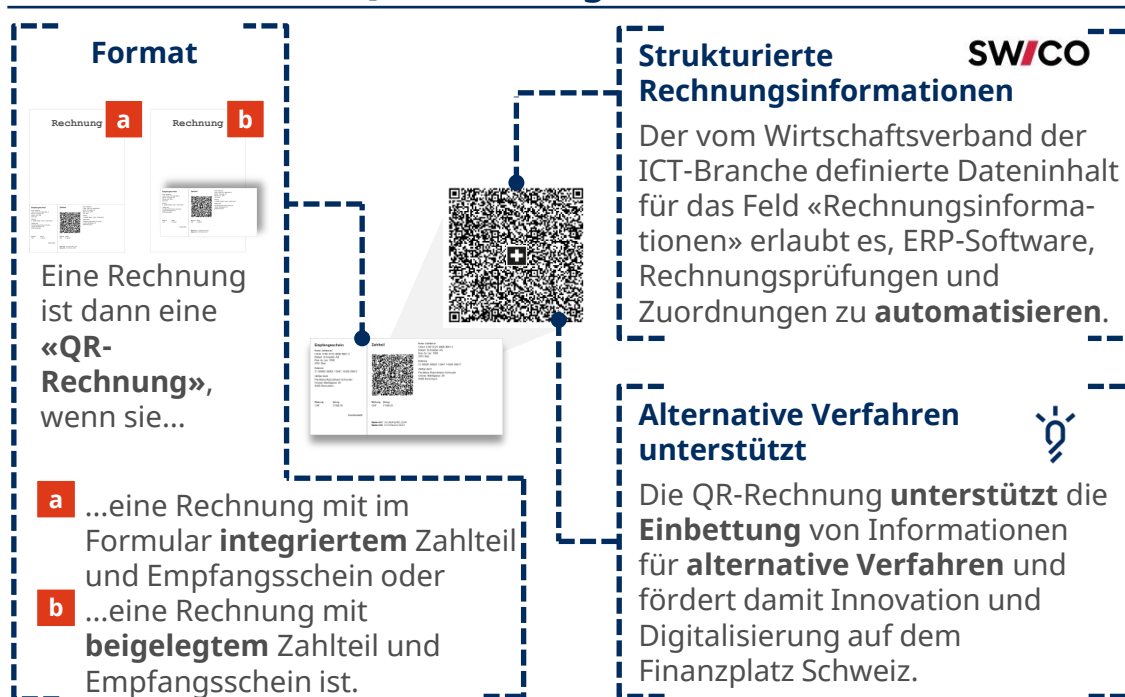 Format
Rechnung
a
Rechnung
b
Eine Rechnung
ist dann eine
«QR-
Rechnung»,
wenn sie...
a ...eine Rechnung mit im
Formular integriertem Zahlteil
und Empfangsschein oder
b ...eine Rechnung mit
beigelegtem Zahlteil und
Empfangsschein ist.
Empfangsschein
Zahlteil
Strukturierte
Rechnungsinformationen
SWICO
Der vom Wirtschaftsverband der
ICT-Branche definierte Dateninhalt
für das Feld «Rechnungsinforma-
tionen» erlaubt es, ERP-Software,
Rechnungsprüfungen und
Zuordnungen zu automatisieren.
Alternative Verfahren
unterstützt
Die QR-Rechnung unterstützt die
Einbettung von Informationen
für alternative Verfahren und
fördert damit Innovation und
Digitalisierung auf dem
Finanzplatz Schweiz.